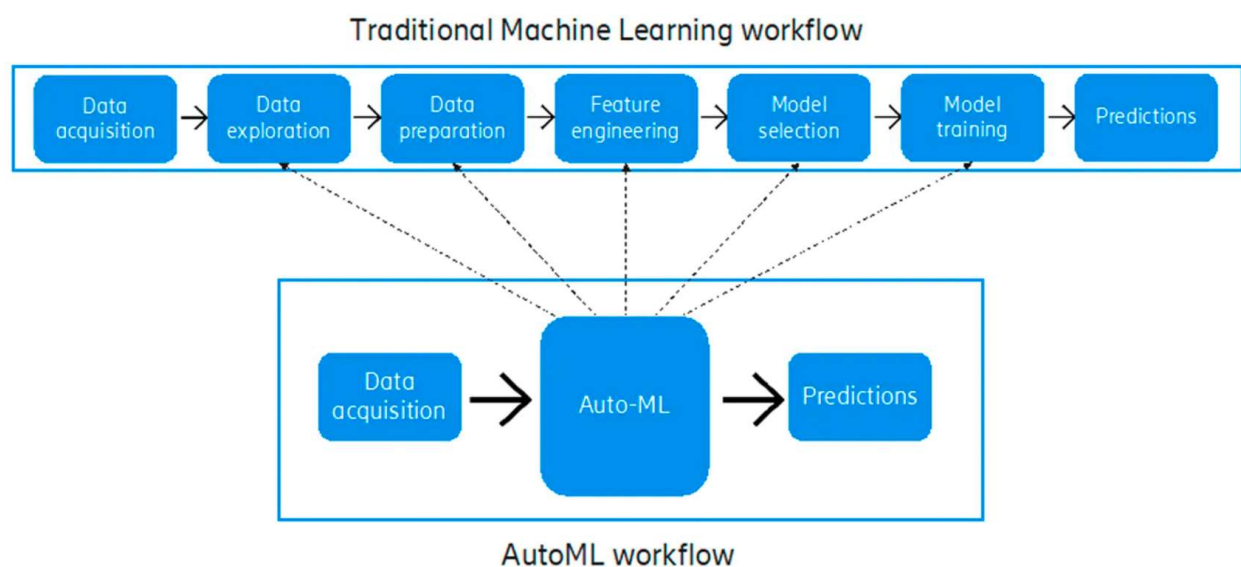 Traditional Machine Learning workflow
Data
acquisition
Data
exploration
Data
preparation
Feature
engineering
Model
selection
Model
training
Predictions
Data
acquisition
Auto-ML
Predictions
AutoML workflow